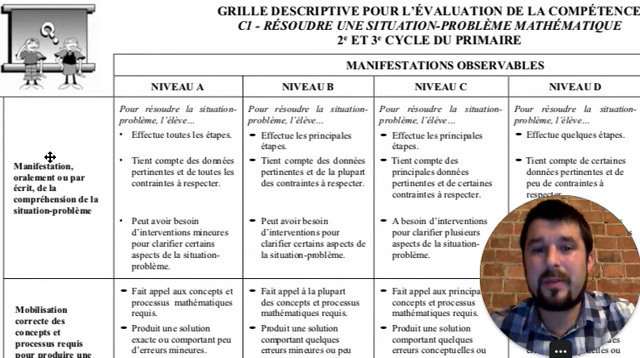 GRILLE DESCRIPTIVE POUR L'ÉVALUATION DE LA COMPÉTENCE
C1 - RÉSOUDRE UNE SITUATION-PROBLÈME MATHÉMATIQUE
2e ET 3e CYCLE DU PRIMAIRE
MANIFESTATIONS OBSERVABLES
NIVEAU A
NIVEAU B
NIVEAU C
NIVEAU D
Manifestation,
oralement ou par
écrit, de la
compréhension de la
situation-problème
Pour résoudre la situation-
problème, l'élève…
• Effectue toutes les étapes.
Tient compte des données
pertinentes et de toutes les
contraintes à respecter.
Peut avoir besoin
d'interventions mineures
pour clarifier certains
aspects de la situation-
problème.
Pour résoudre la situation-
problème, l'élève…
Effectue les principales
étapes.
Tient compte des données
pertinentes et de la plupart
des contraintes à respecter.
Peut avoir besoin
d'interventions pour
clarifier certains aspects de
la situation-problème.
Pour résoudre la situation-
problème, l'élève…
Effectue les principales
étapes.
Tient compte des
principales données
pertinentes et de certaines
contraintes à respecter.
A besoin d'interventions
pour clarifier plusieurs
aspects de la situation-
problème.
Pour résoudre la situation-
problème, l'élève…
Effectue quelques étapes.
Tient compte de certaines
données pertinentes et de
peu de contraintes à
Mobilisation
correcte des
concepts et
processus requis
pour produire une
Fait appel aux concepts et
processus mathématiques
requis.
Produit une solution
exacte ou comportant peu
d'erreurs mineures.
Fait appel à la plupart
des concepts et processus
mathématiques requis.
Produit une solution
comportant quelques
erreurs mineures ou peu
Fait appel aux
concepts et processus
mathématiques requis.
Produit une solution
comportant quelques
erreurs conceptuelles ou